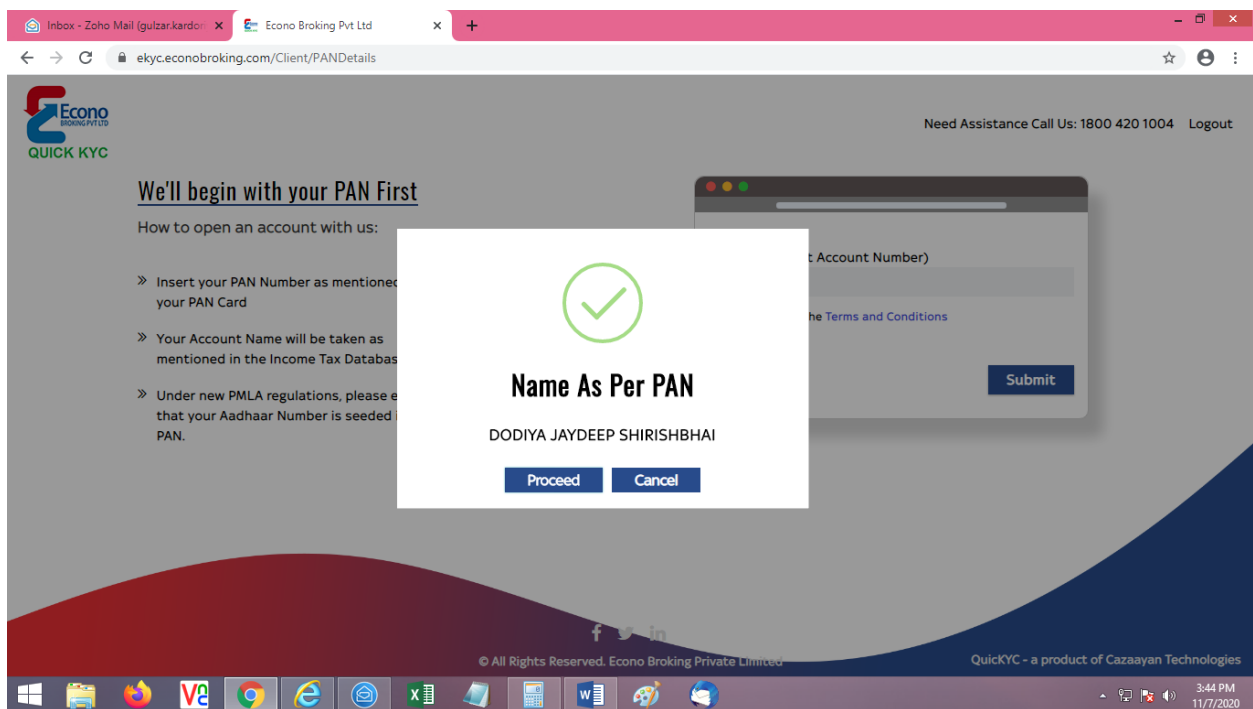 Inbox - Zoho Mail (gulzar.kardor
Econo Broking Pvt Ltd
ekyc.econobroking.com/Client/PANDetails
Econo
BROKING PVT LTD
QUICK KYC
Need Assistance Call Us: 1800 420 1004 Logout
We'll begin with your PAN First
How to open an account with us:
» Insert your PAN Number as mentioned
your PAN Card
» Your Account Name will be taken as
mentioned in the Income Tax Databas
» Under new PMLA regulations, please e
that your Aadhaar Number is seeded
PAN.
t Account Number)
he Terms and Conditions
Submit
Name As Per PAN
DODIYA JAYDEEP SHIRISHBHAI
Proceed Cancel
© All Rights Reserved. Econo Broking Private Limited
QuicKYC - a product of Cazaayan Technologies
3:44 PM
11/7/2020